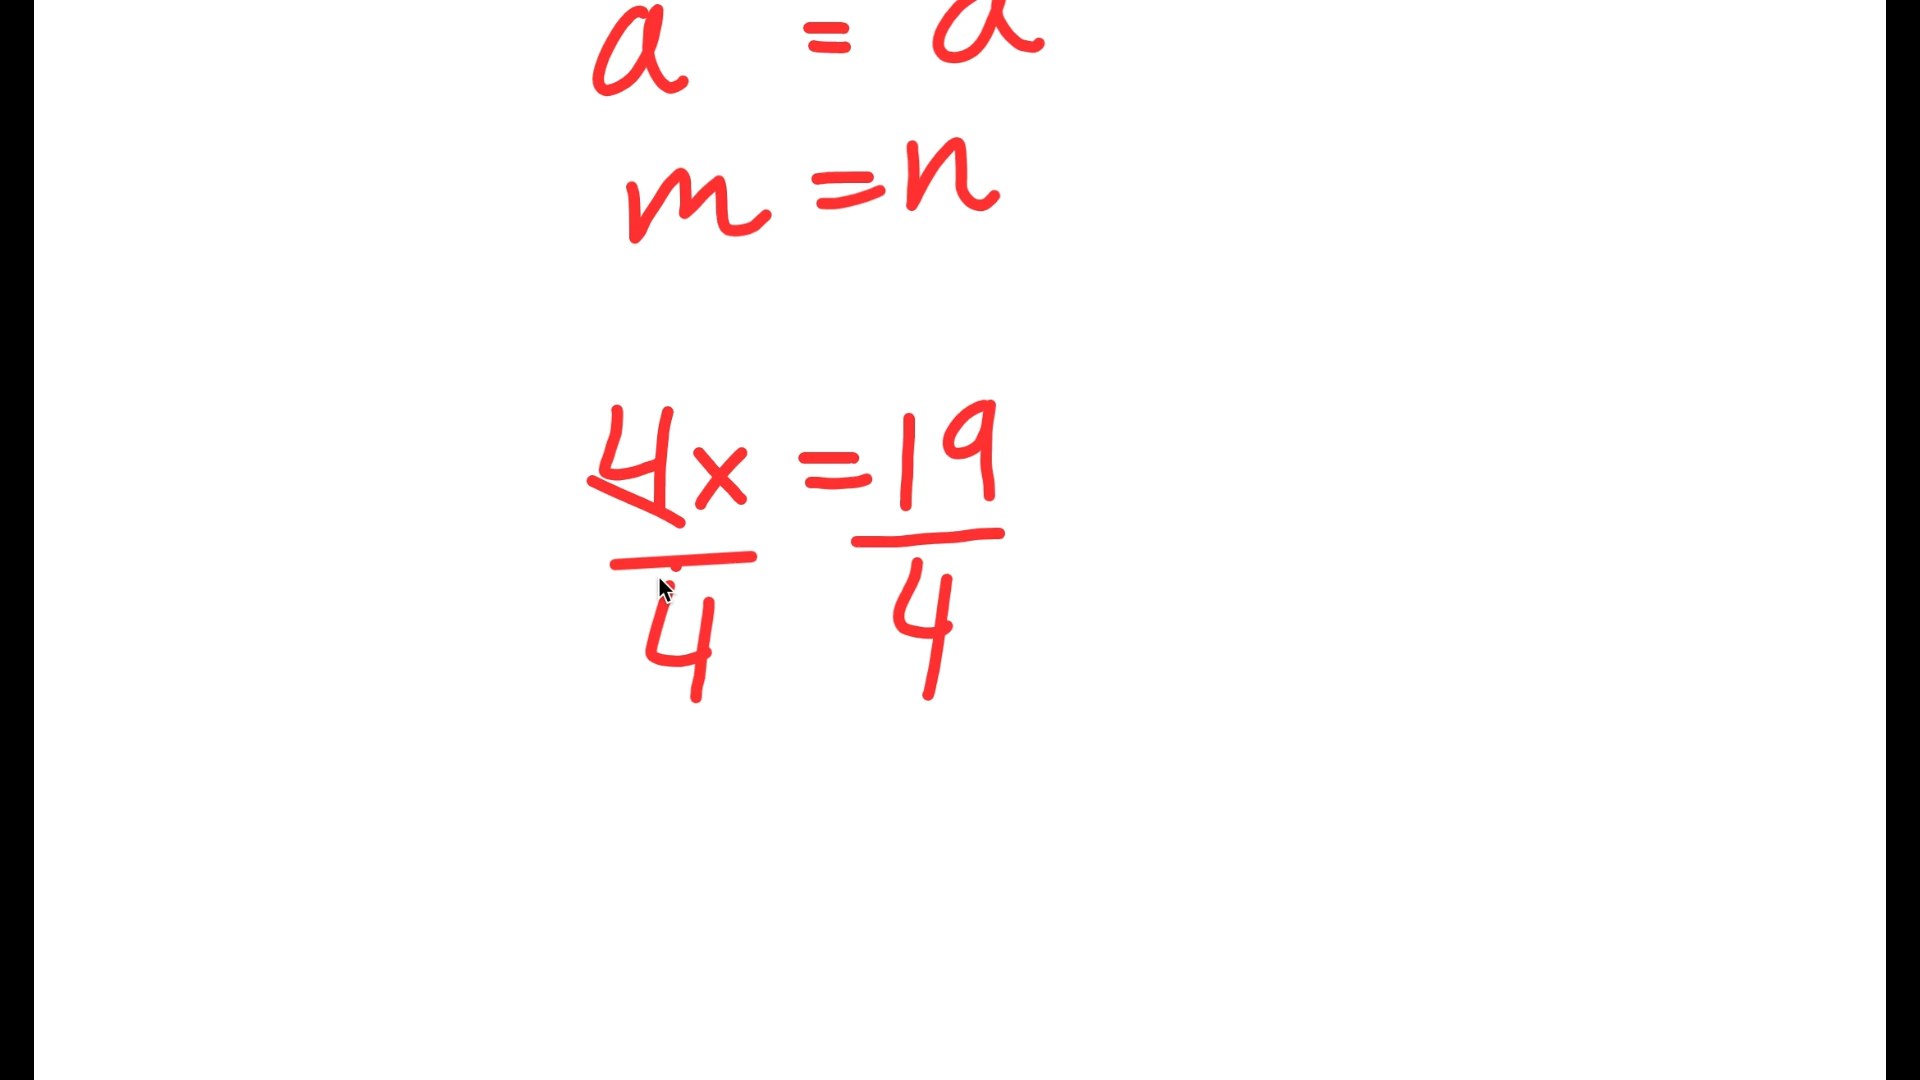 a = a
m = n
4x = 19
4 4